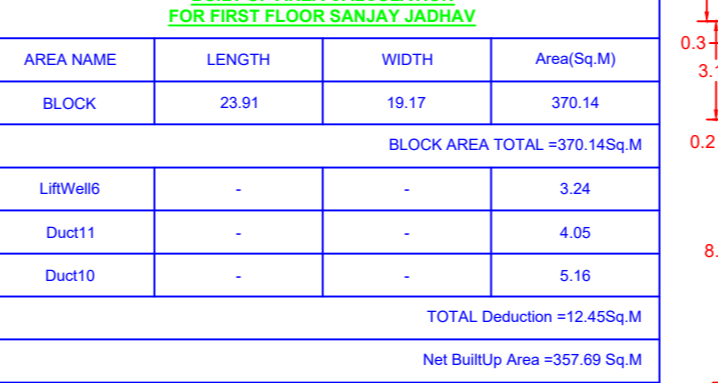 FOR FIRST FLOOR SANJAY JADHAV
AREA NAME LENGTH WIDTH Area(Sq.M)
BLOCK 23.91 19.17 370.14
BLOCK AREA TOTAL =370.14Sq.M
LiftWell6 - - 3.24
Duct11 - - 4.05
Duct10 - - 5.16
TOTAL Deduction =12.45Sq.M
Net BuiltUp Area =357.69 Sq.M
0.3
0.2